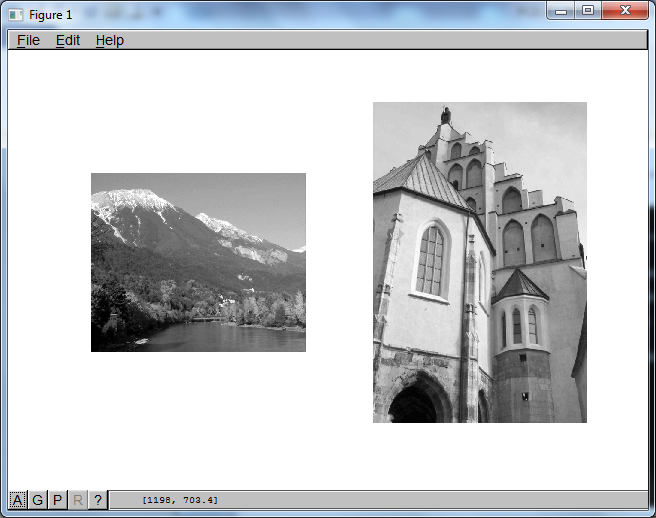 Figure 1
File Edit Help
A G P R ? [1198, 703.4]